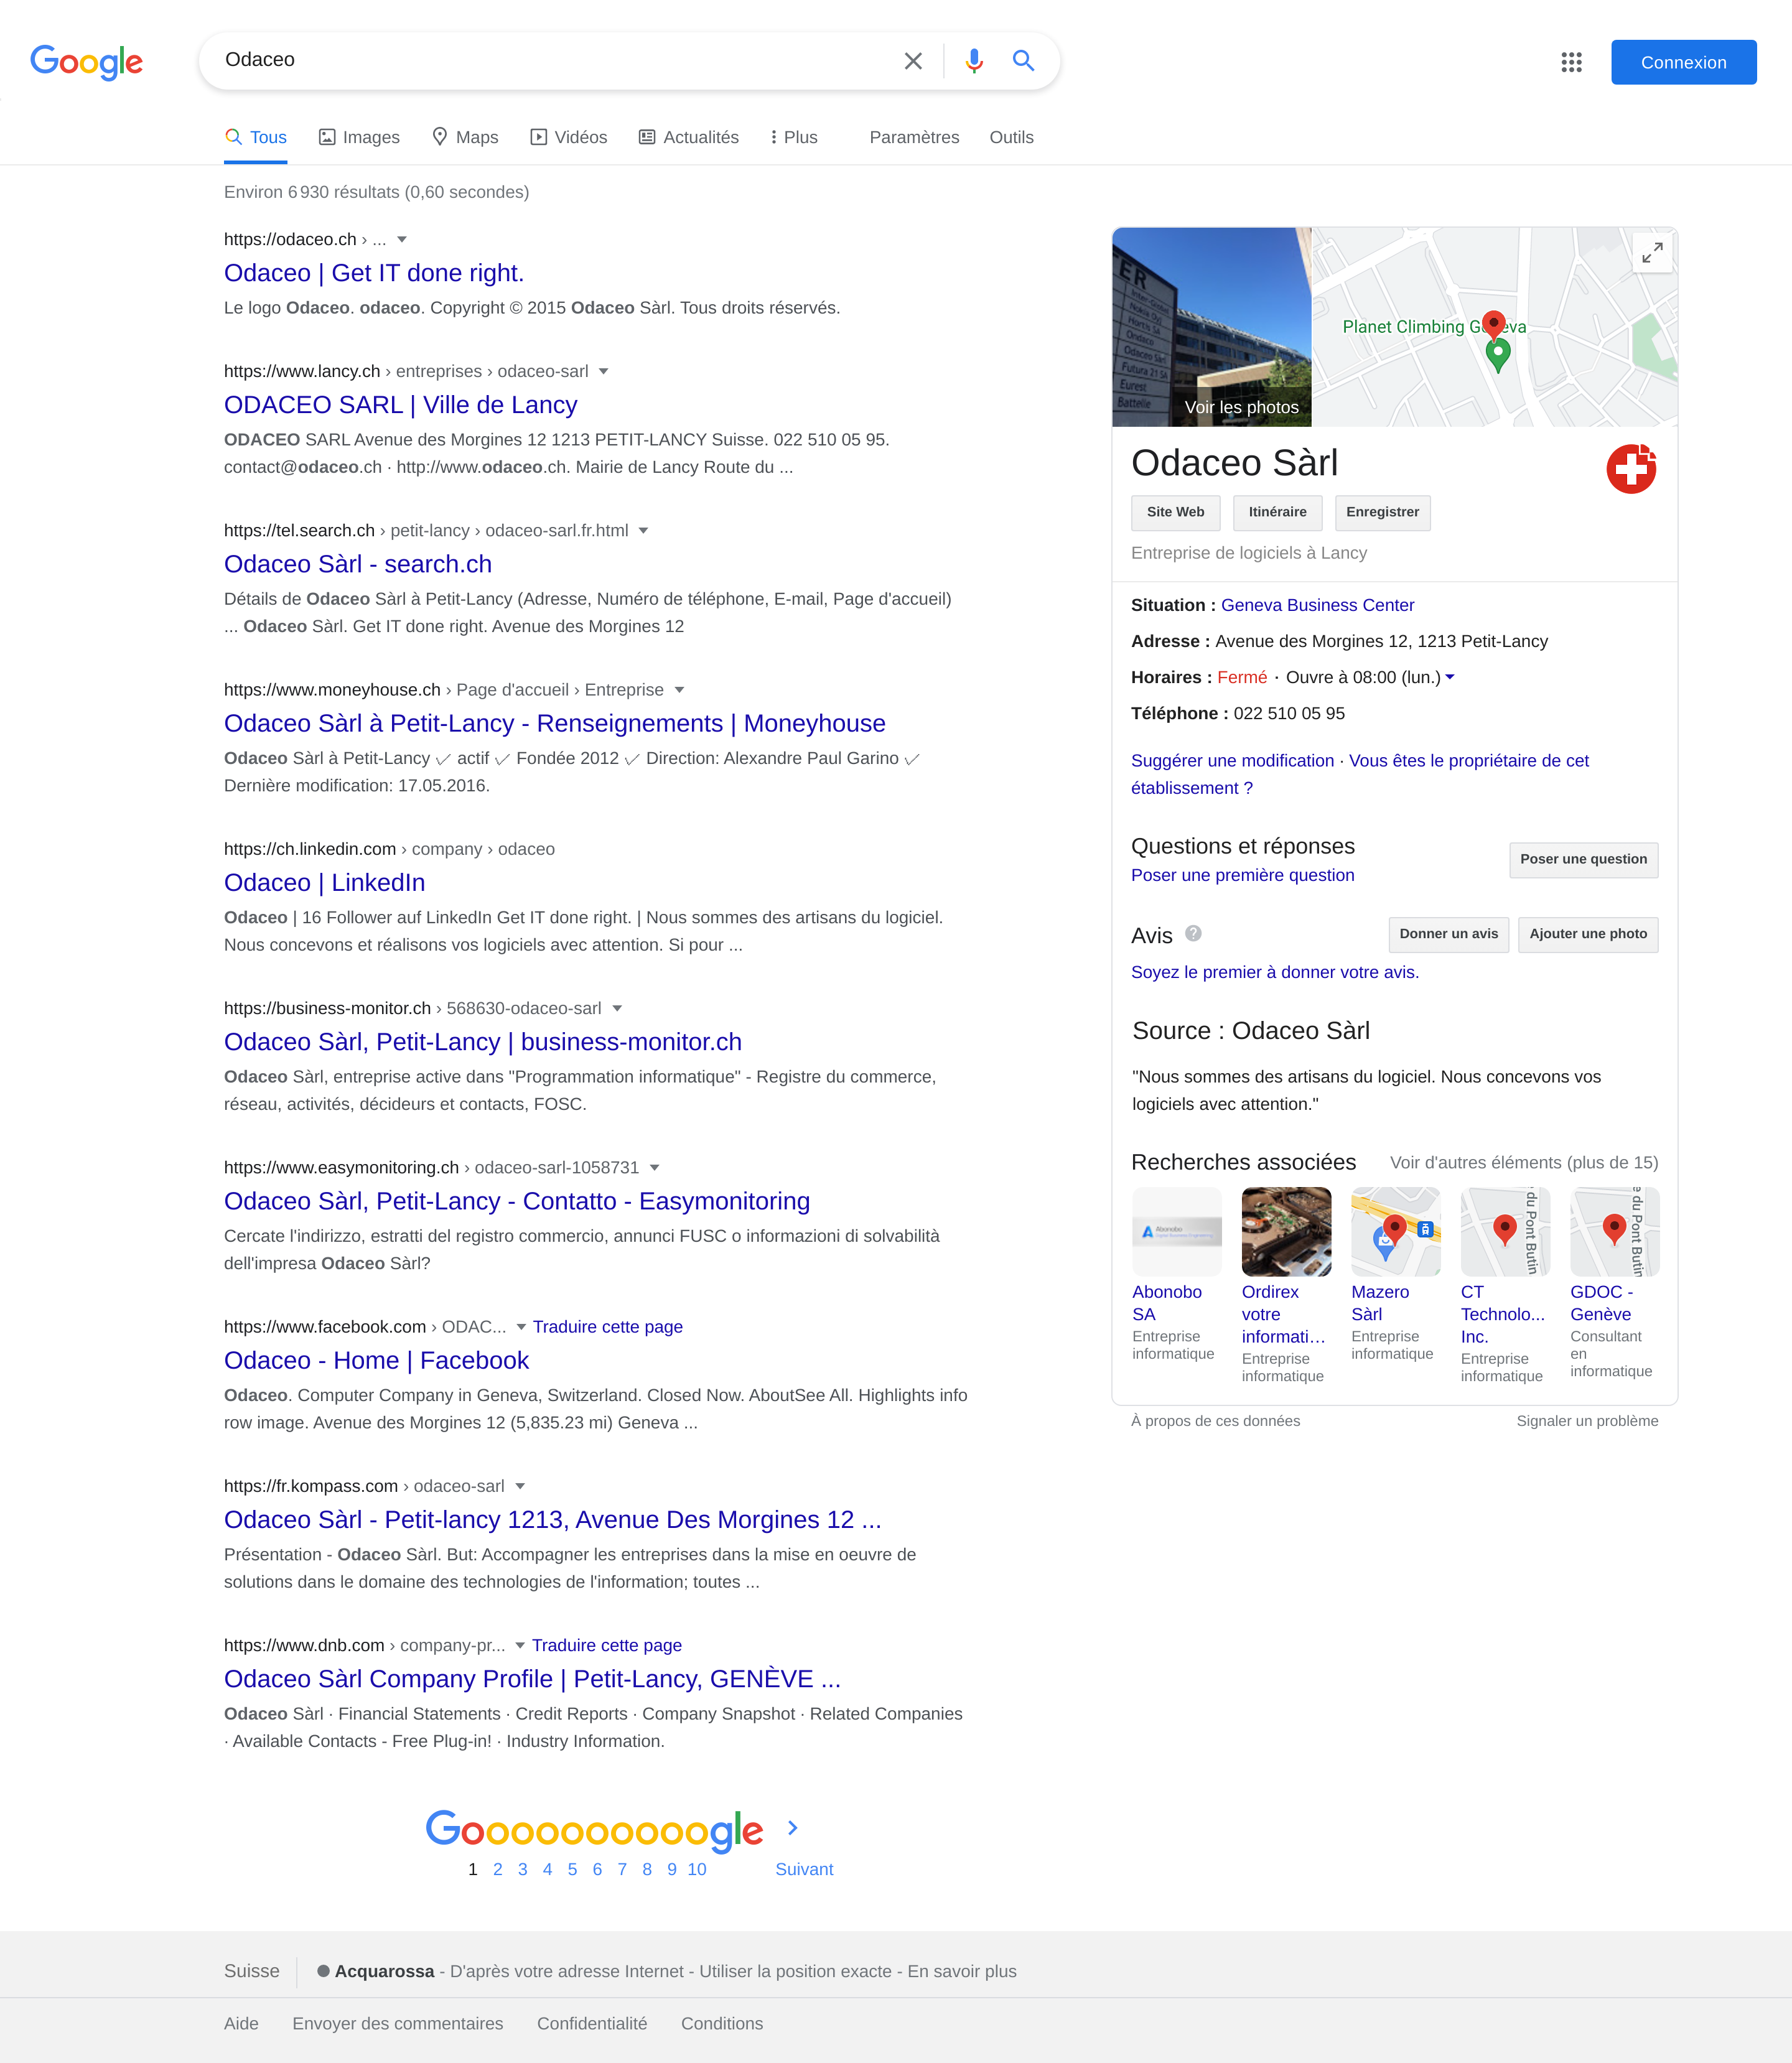 Google
Odaceo
Connexion
Tous
Images
Maps
Vidéos
Actualités
Plus
Paramètres
Outils
Environ 6 930 résultats (0,60 secondes)
https://odaceo.ch › ...
Odaceo | Get IT done right.
Le logo Odaceo. odaceo. Copyright © 2015 Odaceo Sàrl. Tous droits réservés.
https://www.lancy.ch › entreprises › odaceo-sarl
ODACEO SARL | Ville de Lancy
ODACEO SARL Avenue des Morgines 12 1213 PETIT-LANCY Suisse. 022 510 05 95.
contact@odaceo.ch · http://www.odaceo.ch. Mairie de Lancy Route du ...
https://tel.search.ch › petit-lancy › odaceo-sarl.fr.html
Odaceo Sàrl - search.ch
Détails de Odaceo Sàrl à Petit-Lancy (Adresse, Numéro de téléphone, E-mail, Page d'accueil)
... Odaceo Sàrl. Get IT done right. Avenue des Morgines 12
https://www.moneyhouse.ch › Page d'accueil › Entreprise
Odaceo Sàrl à Petit-Lancy - Renseignements | Moneyhouse
Odaceo Sàrl à Petit-Lancy ✓ actif ✓ Fondée 2012 ✓ Direction: Alexandre Paul Garino ✓
Dernière modification: 17.05.2016.
https://ch.linkedin.com › company › odaceo
Odaceo | LinkedIn
Odaceo | 16 Follower auf LinkedIn Get IT done right. | Nous sommes des artisans du logiciel.
Nous concevons et réalisons vos logiciels avec attention. Si pour ...
https://business-monitor.ch › 568630-odaceo-sarl
Odaceo Sàrl, Petit-Lancy | business-monitor.ch
Odaceo Sàrl, entreprise active dans "Programmation informatique" - Registre du commerce,
réseau, activités, décideurs et contacts, FOSC.
https://www.easymonitoring.ch › odaceo-sarl-1058731
Odaceo Sàrl, Petit-Lancy - Contatto - Easymonitoring
Cercate l'indirizzo, estratti del registro commercio, annunci FUSC o informazioni di solvabilità
dell'impresa Odaceo Sàrl?
https://www.facebook.com › ODAC... Traduire cette page
Odaceo - Home | Facebook
Odaceo. Computer Company in Geneva, Switzerland. Closed Now. AboutSee All. Highlights info
row image. Avenue des Morgines 12 (5,835.23 mi) Geneva ...
https://fr.kompass.com › odaceo-sarl
Odaceo Sàrl - Petit-lancy 1213, Avenue Des Morgines 12 ...
Présentation - Odaceo Sàrl. But: Accompagner les entreprises dans la mise en oeuvre de
solutions dans le domaine des technologies de l'information; toutes ...
https://www.dnb.com › company-pr... Traduire cette page
Odaceo Sàrl Company Profile | Petit-Lancy, GENÈVE ...
Odaceo Sàrl · Financial Statements · Credit Reports · Company Snapshot · Related Companies
· Available Contacts - Free Plug-in! · Industry Information.
Goooooooooogle
1 2 3 4 5 6 7 8 9 10 Suivant
ER
Odaceo Sàrl
Futura 21 SA
Eurest
Battelle
Voir les photos
Planet Climbing
Odaceo Sàrl
Site Web
Itinéraire
Enregistrer
Entreprise de logiciels à Lancy
Situation : Geneva Business Center
Adresse : Avenue des Morgines 12, 1213 Petit-Lancy
Horaires : Fermé · Ouvre à 08:00 (lun.)
Téléphone : 022 510 05 95
Suggérer une modification · Vous êtes le propriétaire de cet
établissement ?
Questions et réponses
Poser une question
Poser une première question
Avis
Donner un avis
Ajouter une photo
Soyez le premier à donner votre avis.
Source : Odaceo Sàrl
"Nous sommes des artisans du logiciel. Nous concevons vos
logiciels avec attention."
Recherches associées
Voir d'autres éléments (plus de 15)
Abonobo
du Pont Butin
e du Pont Butin
Abonobo
SA
Entreprise
informatique
Ordirex
votre
informati...
Entreprise
informatique
Mazero
Sàrl
Entreprise
informatique
CT
Technolo...
Inc.
Entreprise
informatique
GDOC -
Genève
Consultant
en
informatique
À propos de ces données
Signaler un problème
Suisse
Acquarossa - D'après votre adresse Internet - Utiliser la position exacte - En savoir plus
Aide
Envoyer des commentaires
Confidentialité
Conditions